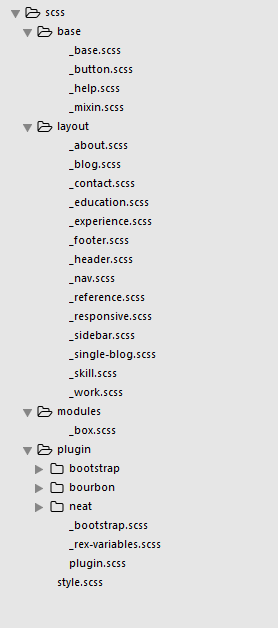 scss
base
_base.scss
_button.scss
_help.scss
_mixin.scss
layout
_about.scss
_blog.scss
_contact.scss
_education.scss
_experience.scss
_footer.scss
_header.scss
_nav.scss
_reference.scss
_responsive.scss
_sidebar.scss
_single-blog.scss
_skill.scss
_work.scss
modules
_box.scss
plugin
bootstrap
bourbon
neat
_bootstrap.scss
_rex-variables.scss
plugin.scss
style.scss